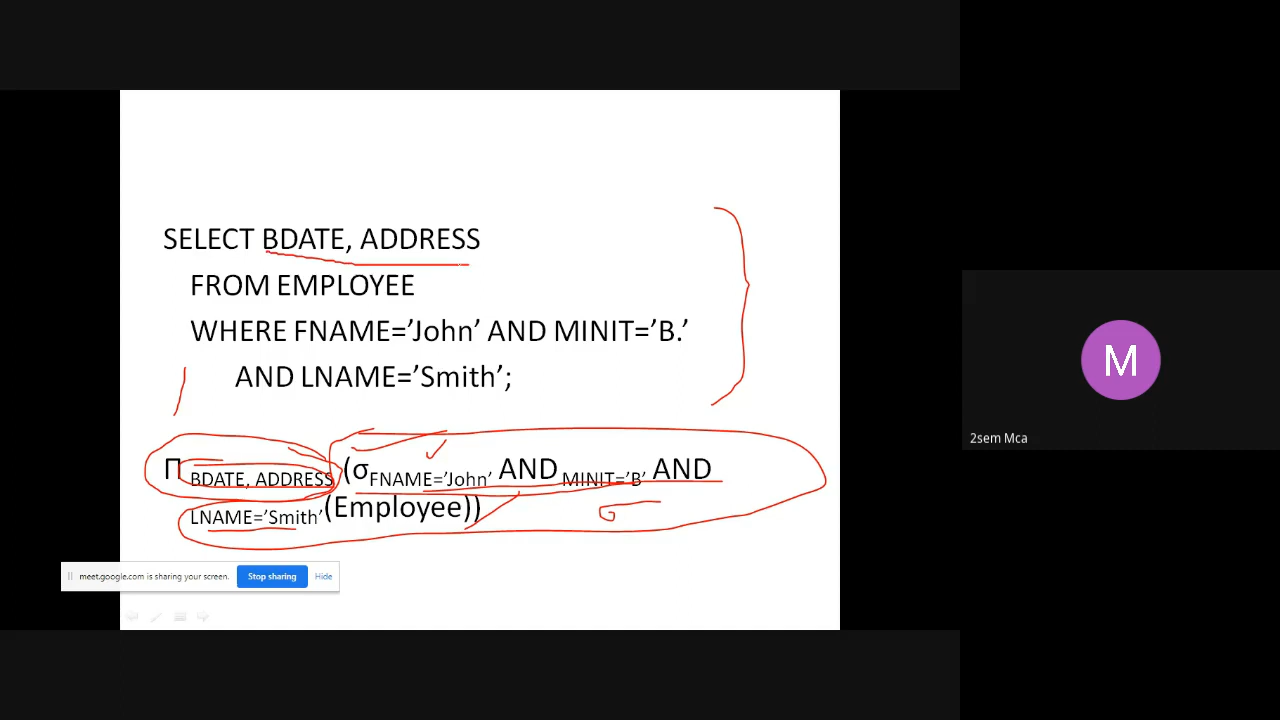 SELECT BDATE, ADDRESS
FROM EMPLOYEE
WHERE FNAME=’John’ AND MINIT=’B.’
AND LNAME=’Smith’;
Π BDATE, ADDRESS (σFNAME=’John’ AND MINIT=’B’ AND
LNAME=’Smith’(Employee))
meet.google.com is sharing your screen. Stop sharing Hide
M
2sem Mca